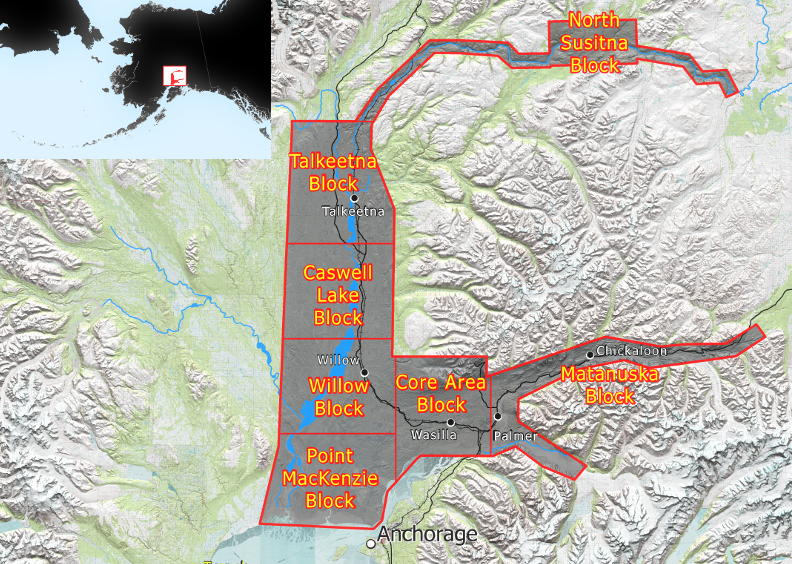 North
Susitna
Block
Talkeetna
Block
Talkeetna
Caswell
Lake
Block
Willow
Willow
Block
Core Area
Block
Chickaloon
Matanuska
Block
Wasilla
Palmer
Point
MacKenzie
Block
Anchorage